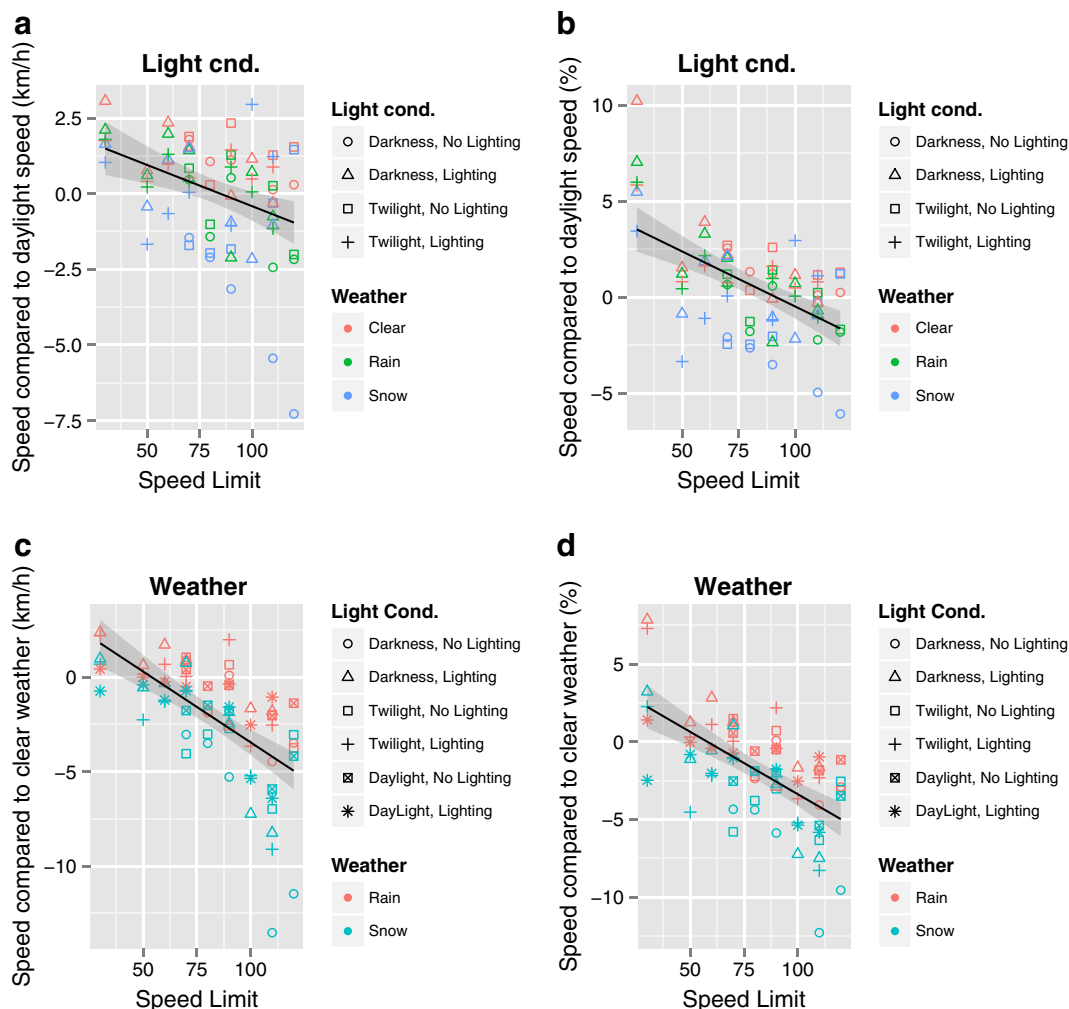 a
Light cnd.
Speed compared to daylight speed (km/h)
2.5
0.0
−2.5
−5.0
−7.5
50
75
100
Speed Limit
Light cond.
Darkness, No Lighting
Darkness, Lighting
Twilight, No Lighting
Twilight, Lighting
Weather
Clear
Rain
Snow
b
Light cnd.
Speed compared to daylight speed (%)
10
5
0
−5
50
75
100
Speed Limit
Light cond.
Darkness, No Lighting
Darkness, Lighting
Twilight, No Lighting
Twilight, Lighting
Weather
Clear
Rain
Snow
c
Weather
Speed compared to clear weather (km/h)
0
−5
−10
50
75
100
Speed Limit
Light Cond.
Darkness, No Lighting
Darkness, Lighting
Twilight, No Lighting
Twilight, Lighting
Daylight, No Lighting
DayLight, Lighting
Weather
Rain
Snow
d
Weather
Speed compared to clear weather (%)
5
0
−5
−10
50
75
100
Speed Limit
Light Cond.
Darkness, No Lighting
Darkness, Lighting
Twilight, No Lighting
Twilight, Lighting
Daylight, No Lighting
DayLight, Lighting
Weather
Rain
Snow